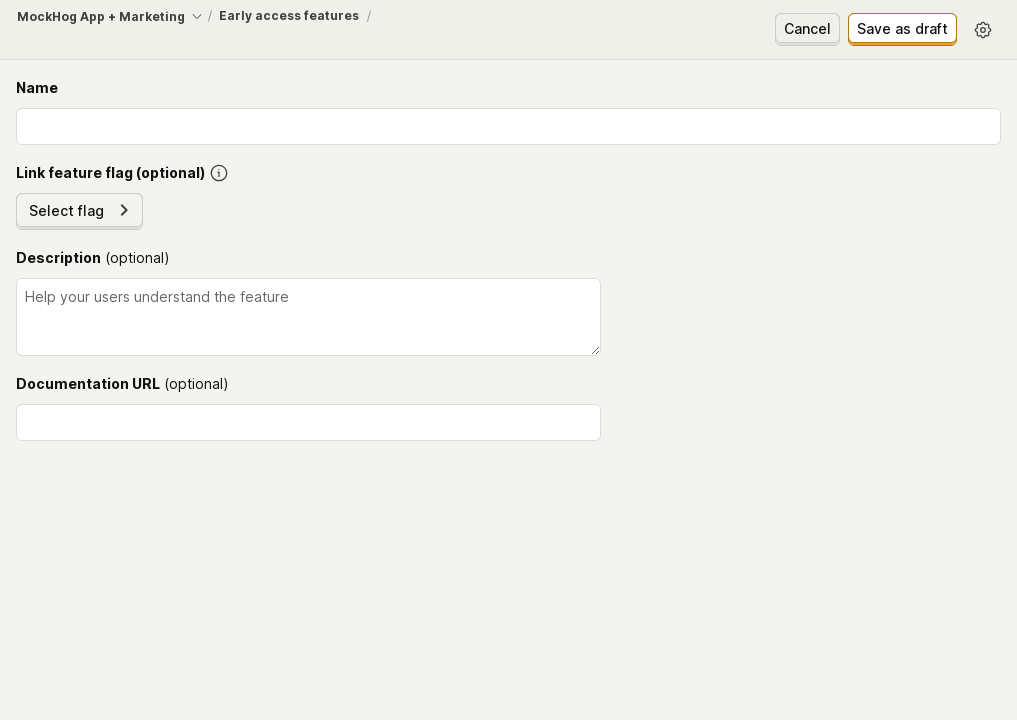 MockHog App + Marketing / Early access features /
Cancel
Save as draft
Name
Link feature flag (optional)
Select flag
Description (optional)
Help your users understand the feature
Documentation URL (optional)